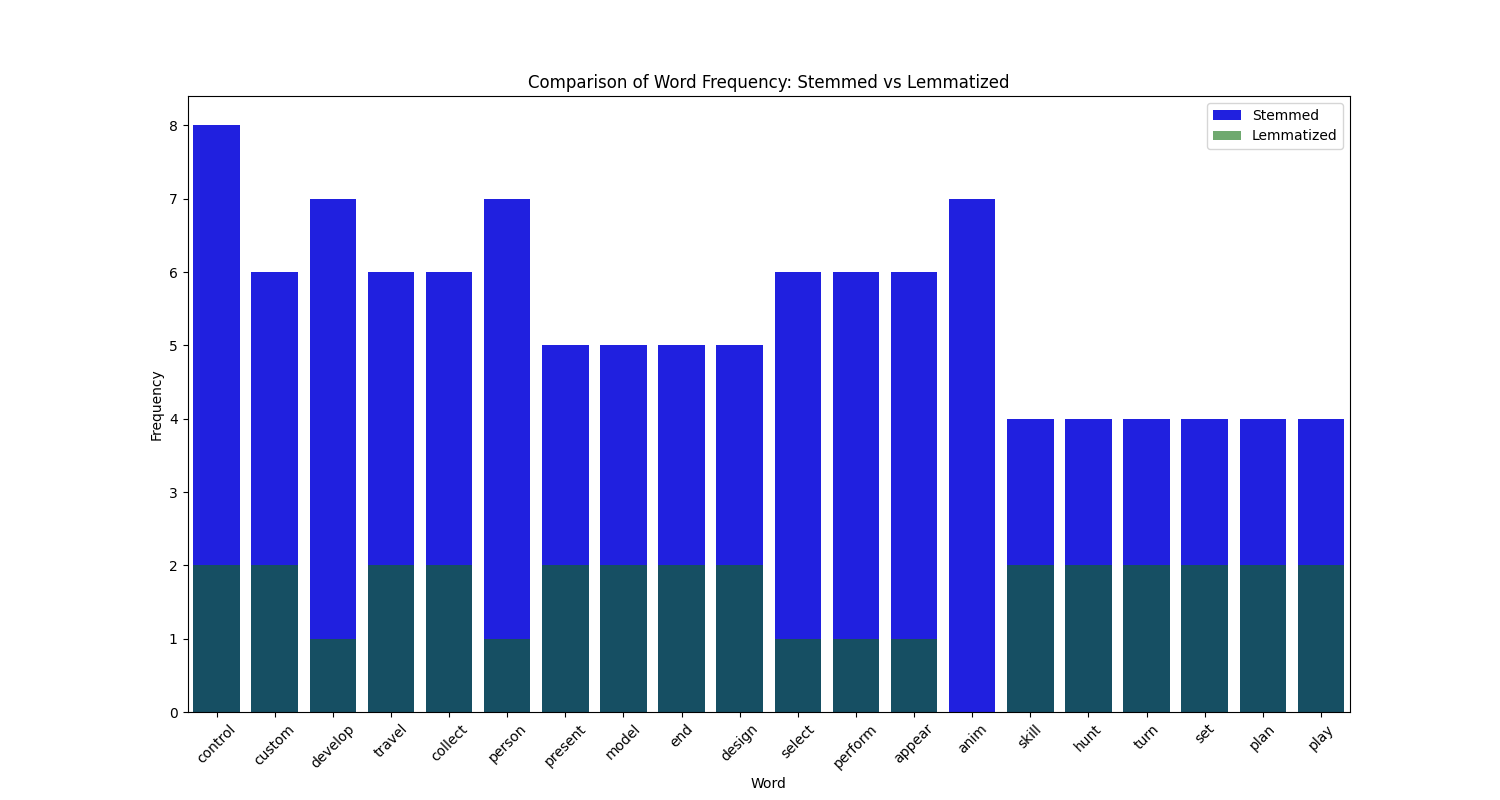 Comparison of Word Frequency: Stemmed vs Lemmatized
Stemmed
Lemmatized
Frequency
8
7
6
5
4
3
2
1
0
control
custom
develop
travel
collect
person
present
model
end
design
select
perform
appear
anim
skill
hunt
turn
set
plan
play
Word